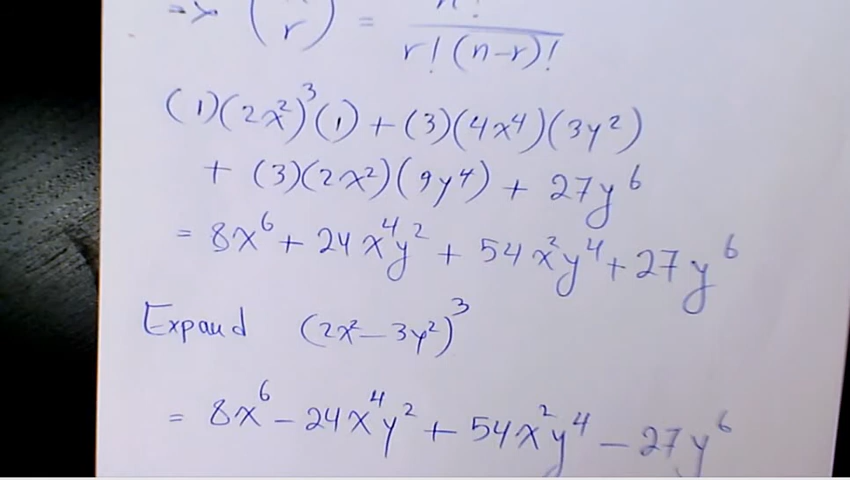 => ( r ) = n! / r!(n-r)!
(1)(2x²)³(1) + (3)(4x⁴)(3y²)
+ (3)(2x²)(9y⁴) + 27y⁶
= 8x⁶ + 24x⁴y² + 54x²y⁴ + 27y⁶
Expand (2x² - 3y²)³
= 8x⁶ - 24x⁴y² + 54x²y⁴ - 27y⁶